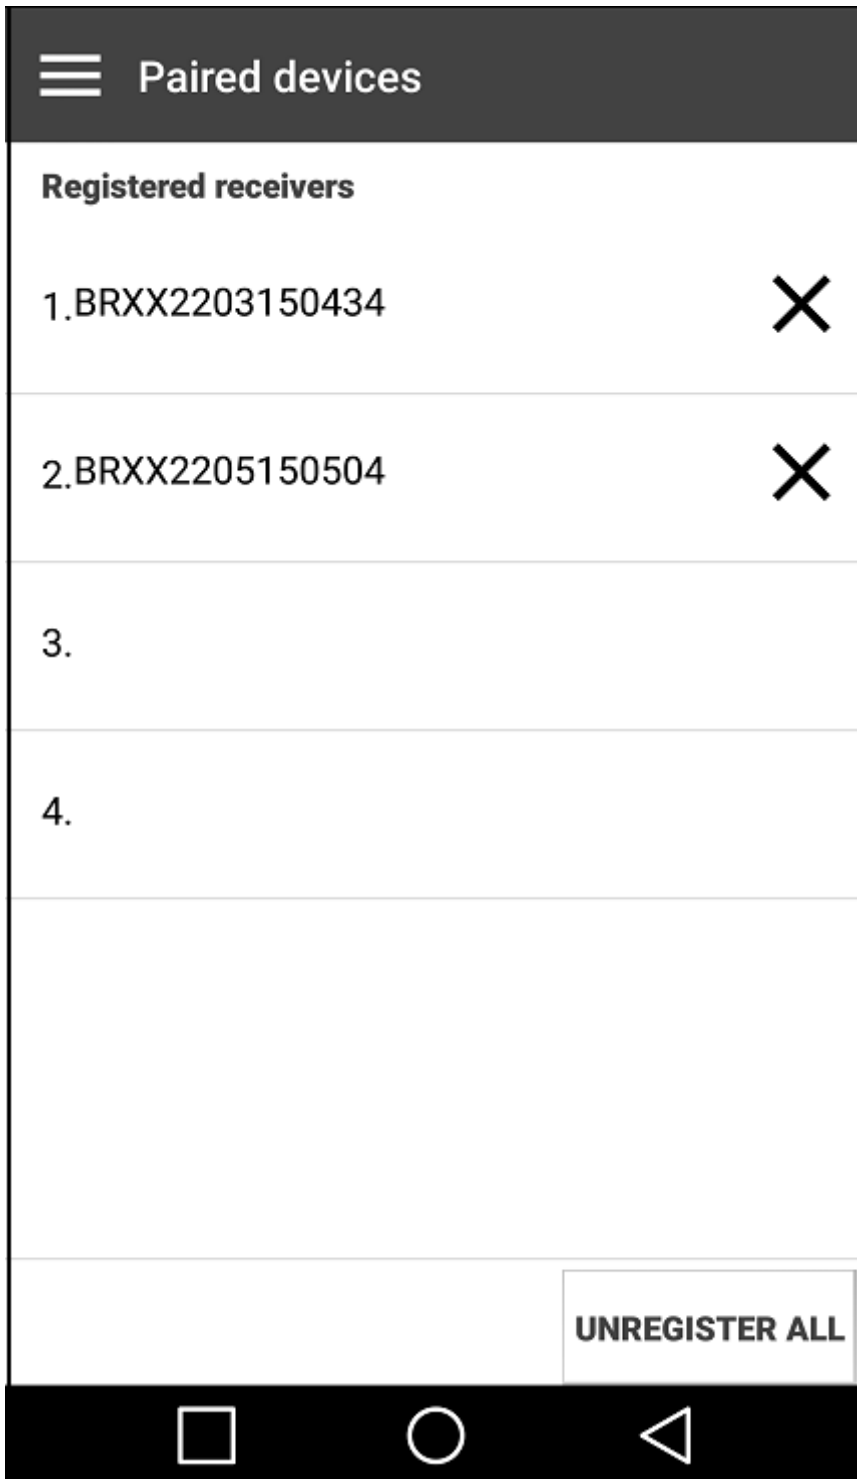 Paired devices
Registered receivers
1.BRXX2203150434
2.BRXX2205150504
3.
4.
UNREGISTER ALL